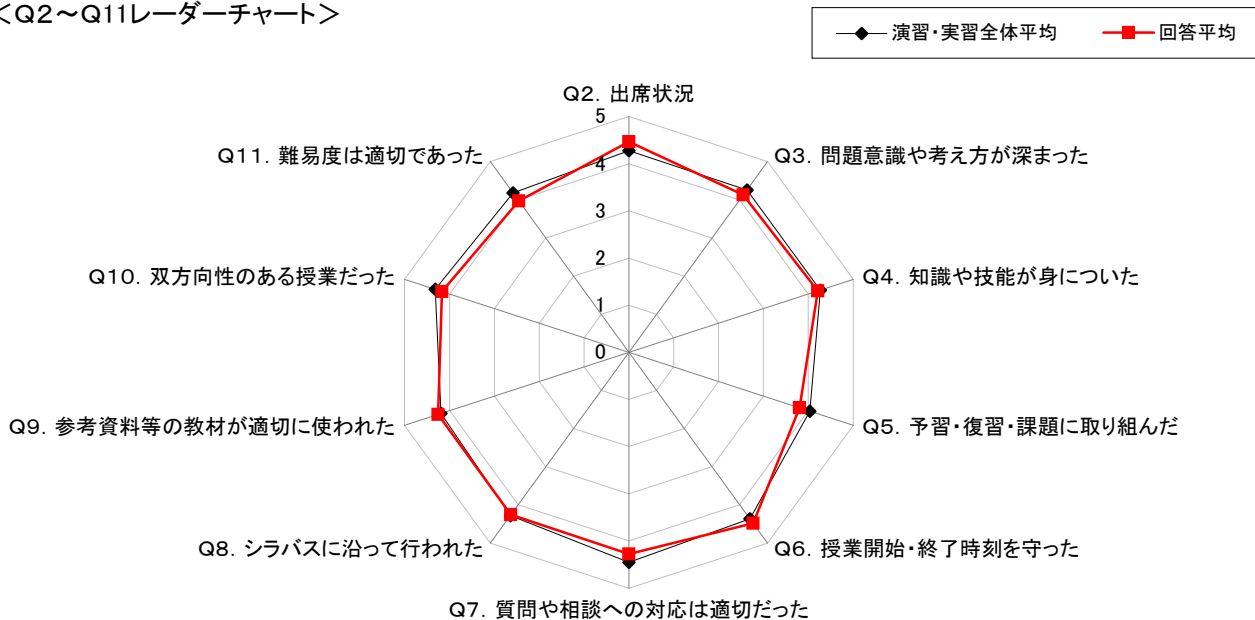 ＜Q2～Q11レーダーチャート＞
演習・実習全体平均
回答平均
Q2. 出席状況
Q3. 問題意識や考え方が深まった
Q4. 知識や技能が身についた
Q5. 予習・復習・課題に取り組んだ
Q6. 授業開始・終了時刻を守った
Q7. 質問や相談への対応は適切だった
Q8. シラバスに沿って行われた
Q9. 参考資料等の教材が適切に使われた
Q10. 双方向性のある授業だった
Q11. 難易度は適切であった
5
4
3
2
1
0